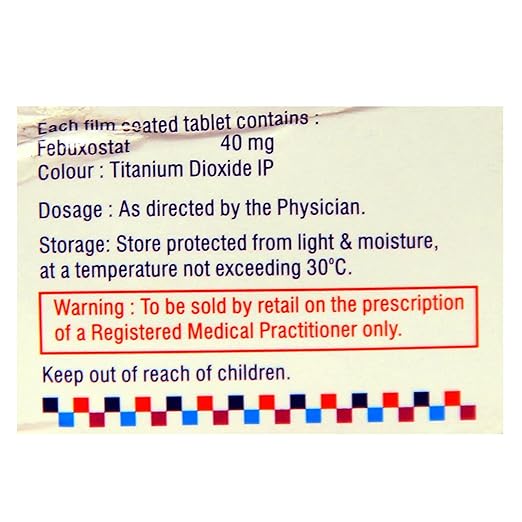 Each film coated tablet contains :
Febuxostat 40 mg
Colour : Titanium Dioxide IP
Dosage : As directed by the Physician.
Storage: Store protected from light & moisture,
at a temperature not exceeding 30°C.
Warning : To be sold by retail on the prescription
of a Registered Medical Practitioner only.
Keep out of reach of children.